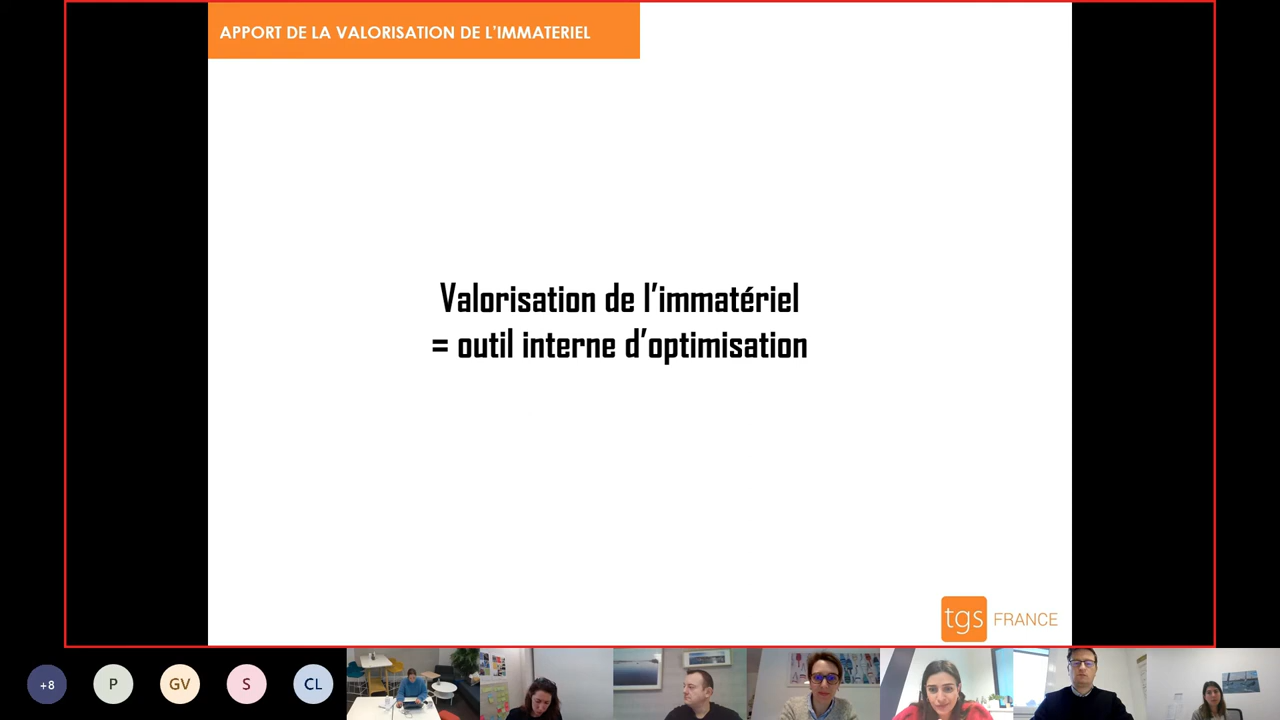 APPORT DE LA VALORISATION DE L'IMMATERIEL
Valorisation de l'immatériel
= outil interne d'optimisation
tgs FRANCE
+8
P
GV
S
CL